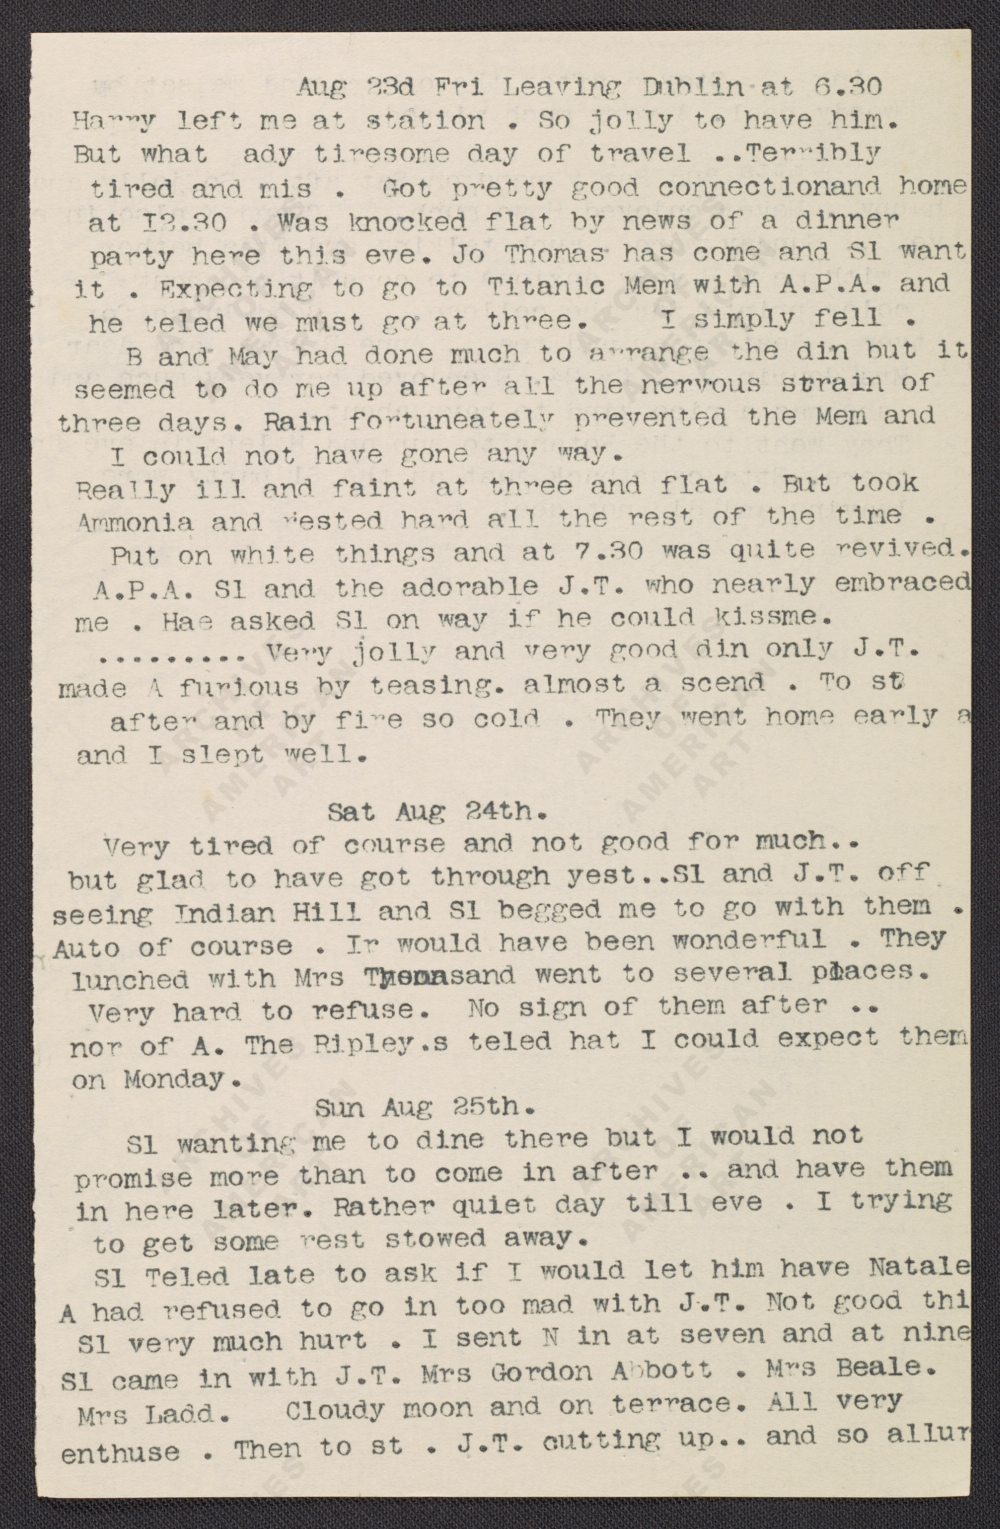 Aug 23d Fri Leaving Dublin at 6.30
Harry left me at station . So jolly to have him.
But what ady tiresome day of travel ..Terribly
tired and mis . Got pretty good connectionand home
at I2.30 . Was knocked flat by news of a dinner
party here this eve. Jo Thomas has come and Sl want
it . Expecting to go to Titanic Mem with A.P.A. and
he teled we must go at three. I simply fell .
B and May had done much to arrange the din but it
seemed to do me up after all the nervous strain of
three days. Rain fortuneately prevented the Mem and
I could not have gone any way.
Really ill and faint at three and flat . But took
Ammonia and rested hard all the rest of the time .
Put on white things and at 7.30 was quite revived.
A.P.A. Sl and the adorable J.T. who nearly embraced
me . Hae asked Sl on way if he could kissme.
......... Very jolly and very good din only J.T.
made A furious by teasing. almost a scend . To st
after and by fire so cold . They went home early a
and I slept well.
Sat Aug 24th.
Very tired of course and not good for much..
but glad to have got through yest..Sl and J.T. off
seeing Indian Hill and Sl begged me to go with them .
Auto of course . Ir would have been wonderful . They
lunched with Mrs Thomasand went to several places.
Very hard to refuse. No sign of them after ..
nor of A. The Ripley.s teled hat I could expect them
on Monday.
Sun Aug 25th.
Sl wanting me to dine there but I would not
promise more than to come in after .. and have them
in here later. Rather quiet day till eve . I trying
to get some rest stowed away.
Sl Teled late to ask if I would let him have Natale
A had refused to go in too mad with J.T. Not good thi
Sl very much hurt . I sent N in at seven and at nine
Sl came in with J.T. Mrs Gordon Abbott . Mrs Beale.
Mrs Ladd. Cloudy moon and on terrace. All very
enthuse . Then to st . J.T. cutting up.. and so allur